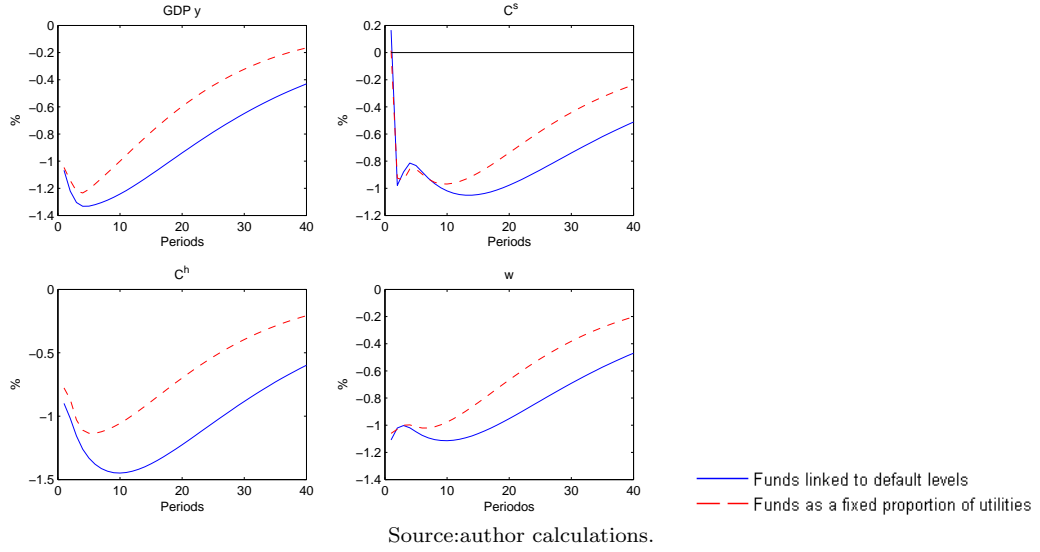 GDP y
0
−0.2
−0.4
−0.6
−0.8
−1
−1.2
−1.4
%
0 10 20 30 40
Periods
C^s
0.2
0
−0.2
−0.4
−0.6
−0.8
−1
1.2
%
0 10 20 30 40
Periods
C^h
0
−0.5
−1
−1.5
%
0 10 20 30 40
Periods
w
0
−0.2
−0.4
−0.6
−0.8
−1
−1.2
−1.4
%
0 10 20 30 40
Periodos
Funds linked to default levels
Funds as a fixed proportion of utilities
Source:author calculations.